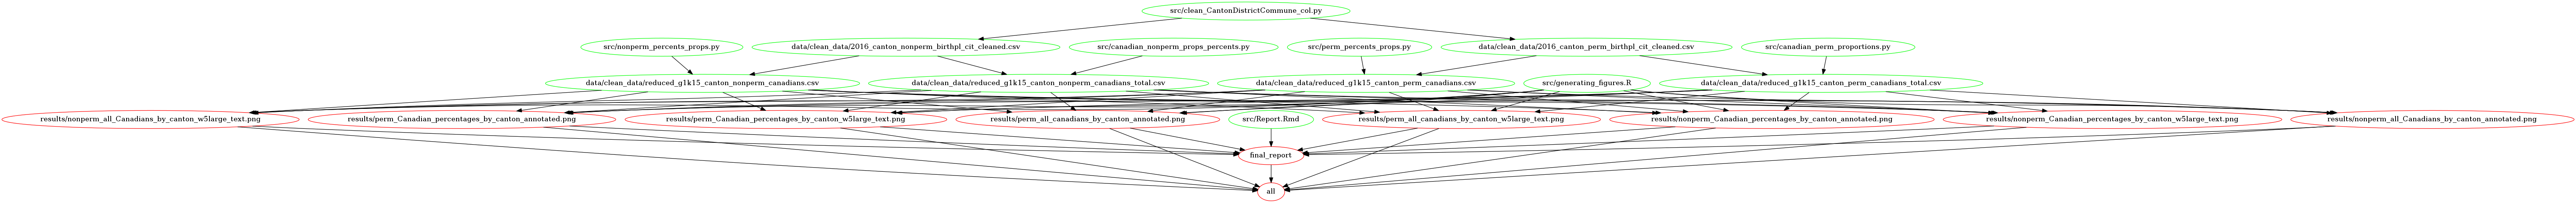 src/clean_CantonDistrictCommune_col.py
src/nonperm_percents_props.py
data/clean_data/2016_canton_nonperm_birthpl_cit_cleaned.csv
src/canadian_nonperm_props_percents.py
src/perm_percents_props.py
data/clean_data/2016_canton_perm_birthpl_cit_cleaned.csv
src/canadian_perm_proportions.py
data/clean_data/reduced_g1k15_canton_nonperm_canadians.csv
data/clean_data/reduced_g1k15_canton_nonperm_canadians_total.csv
data/clean_data/reduced_g1k15_canton_perm_canadians.csv
src/generating_figures.R
data/clean_data/reduced_g1k15_canton_perm_canadians_total.csv
results/nonperm_all_Canadians_by_canton_w5large_text.png
results/perm_Canadian_percentages_by_canton_annotated.png
results/perm_Canadian_percentages_by_canton_w5large_text.png
results/perm_all_canadians_by_canton_annotated.png
src/Report.Rmd
results/perm_all_canadians_by_canton_w5large_text.png
results/nonperm_Canadian_percentages_by_canton_annotated.png
results/nonperm_Canadian_percentages_by_canton_w5large_text.png
results/nonperm_all_Canadians_by_canton_annotated.png
final_report
all